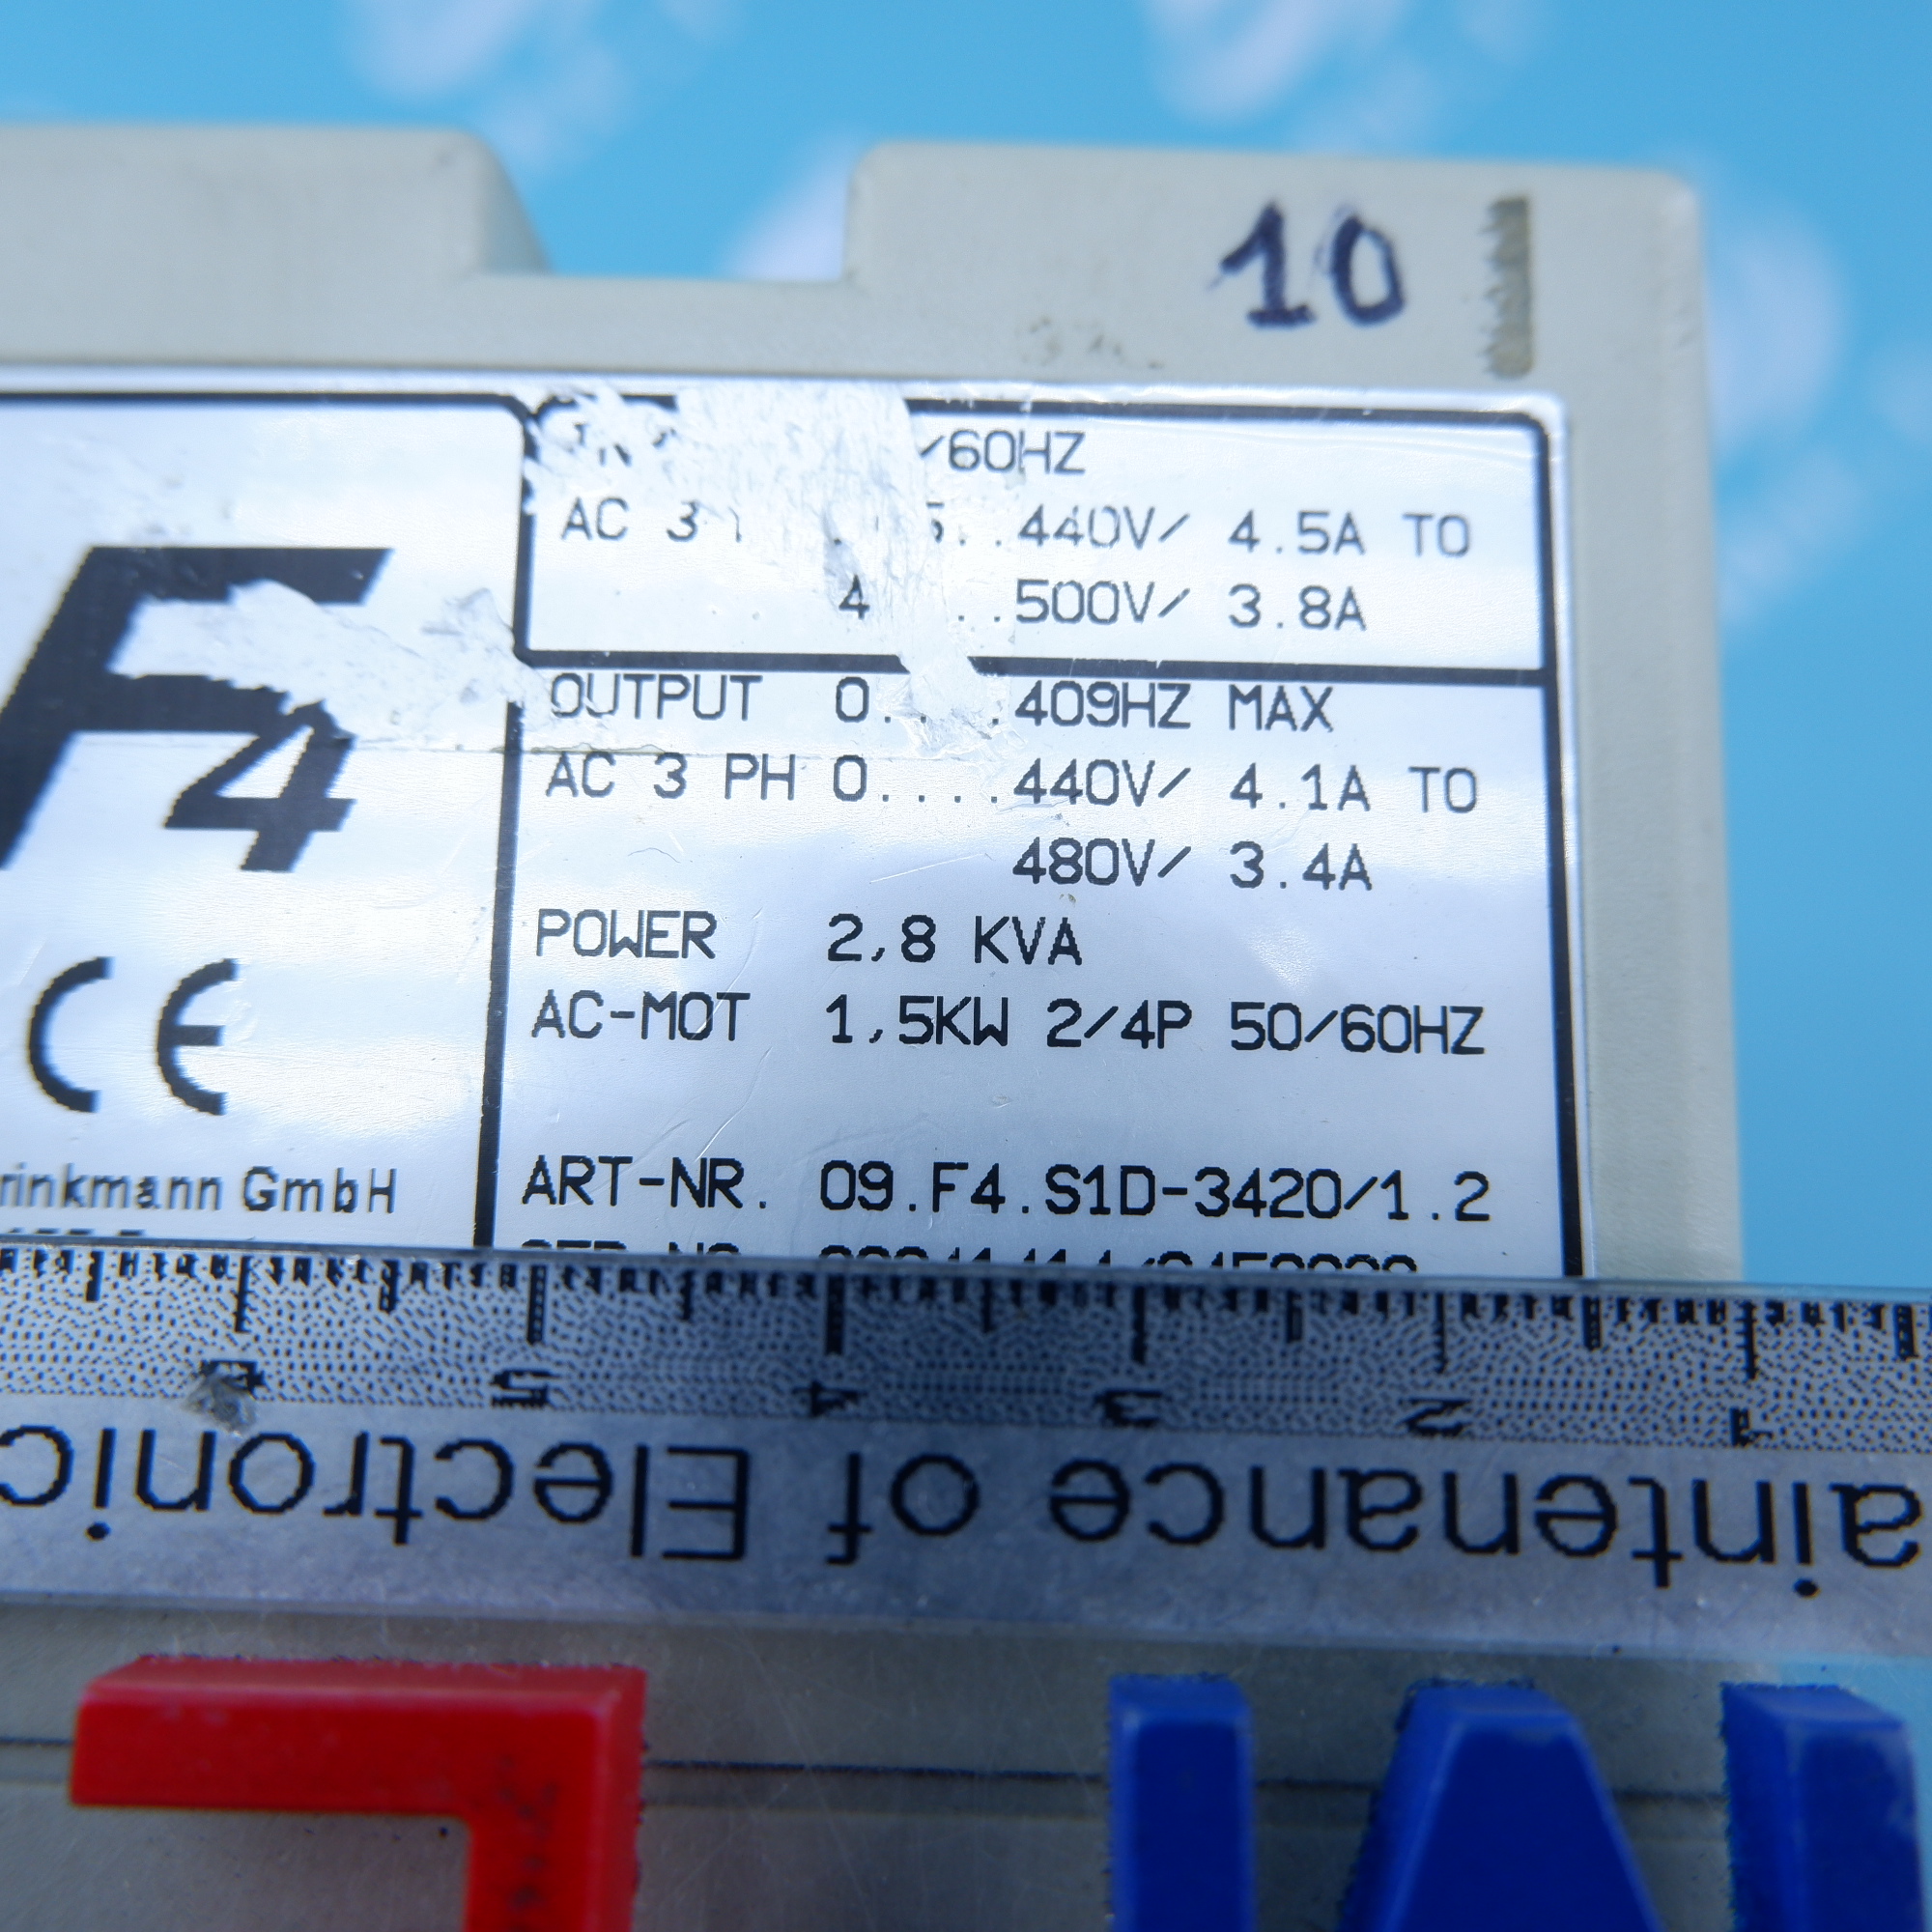 10
/60HZ
AC 3 ..440V/ 4.5A TO
4 ..500V/ 3.8A
OUTPUT 0. .409HZ MAX
AC 3 PH 0....440V/ 4.1A TO
480V/ 3.4A
POWER 2,8 KVA
AC-MOT 1,5KW 2/4P 50/60HZ
ART-NR. 09.F4.S1D-3420/1.2
F4
CE
rinkmann GmbH
5 4 3 2 1
aintenance of Electronic